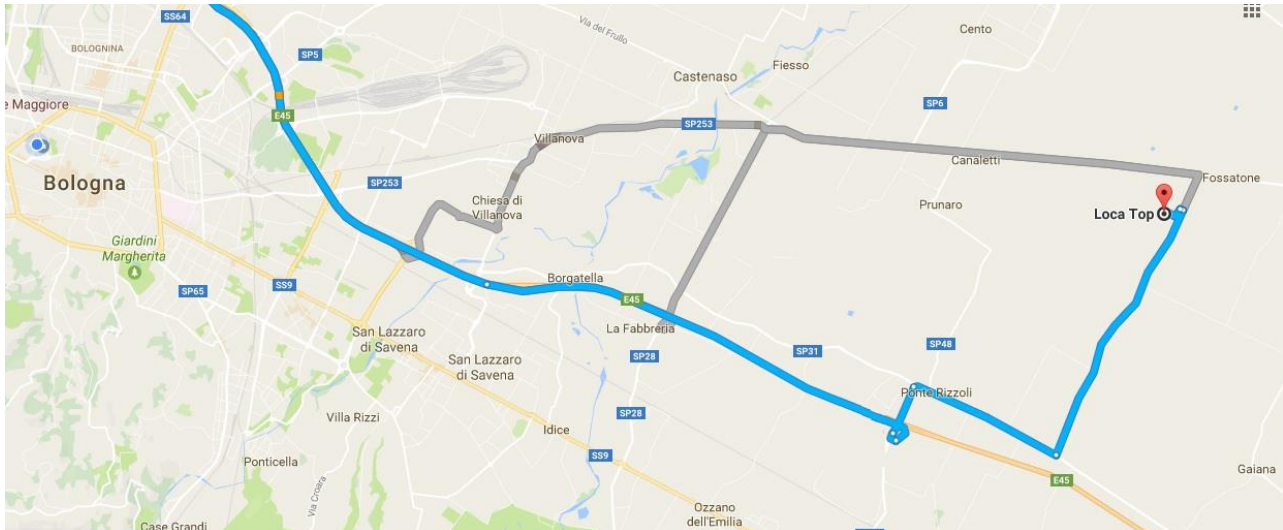 SS64
Via del Frullo
Cento
BOLOGNINA
SP5
Fiesso
Castenaso
e Maggiore
SP6
E45
Villanova
SP253
Canaletti
Bologna
SP253
Fossatone
Chiesa di
Villanova
Prunaro
Loca Top
Giardini
Margherita
Borgatella
SP65
SS9
E45
La Fabbreria
San Lazzaro
di Savena
SP31
SP48
San Lazzaro
di Savena
SP28
Ponte Rizzoli
Villa Rizzi
SP28
Idice
Ponticella
SS9
Gaiana
Via Croara
E45
Ozzano
dell'Emilia
Case Grandi